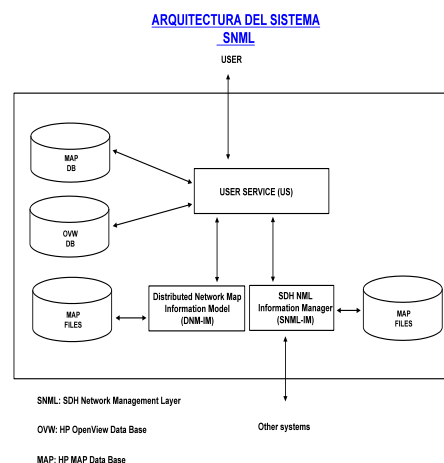 ARQUITECTURA DEL SISTEMA
SNML
USER
MAP
DB
USER SERVICE (US)
OVW
DB
MAP
FILES
Distributed Network Map
Information Model
(DNM-IM)
SDH NML
Information Manager
(SNML-IM)
MAP
FILES
SNML: SDH Network Management Layer
OVW: HP OpenView Data Base
Other systems
MAP: HP MAP Data Base